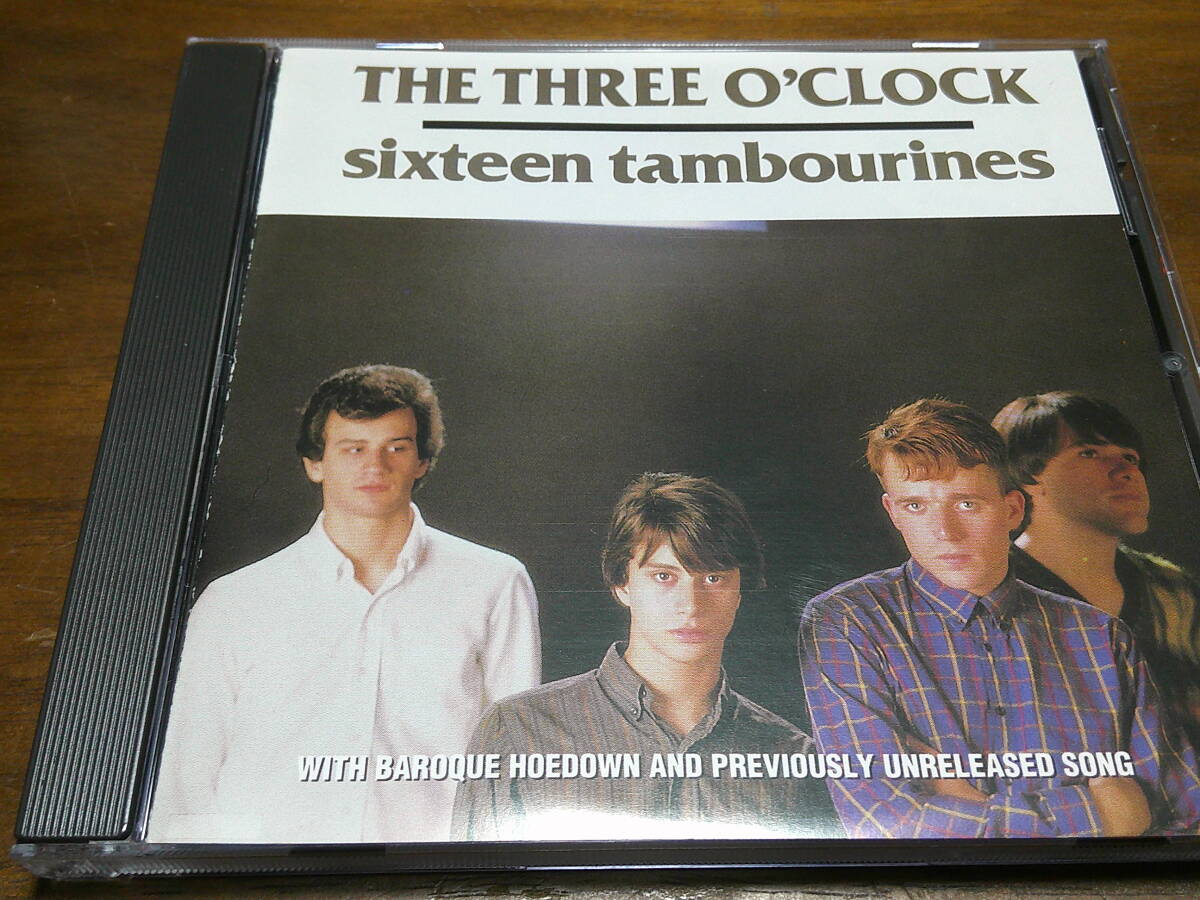 THE THREE O'CLOCK
sixteen tambourines
WITH BAROQUE HOEDOWN AND PREVIOUSLY UNRELEASED SONG